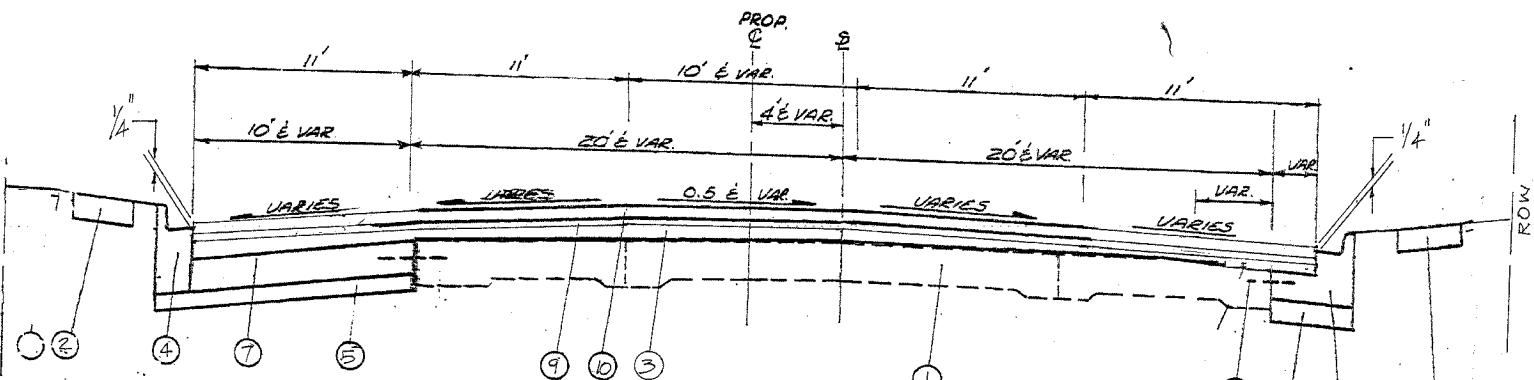 PROP.
℄
11'
11'
10' & VAR.
11'
11'
4' & VAR.
1/4"
10' & VAR.
20' & VAR.
20' & VAR.
VAR.
1/4"
VARIES
VARIES
0.5 & VAR.
VARIES
VAR.
VARIES
ROW
2
4
7
5
9
10
3
1